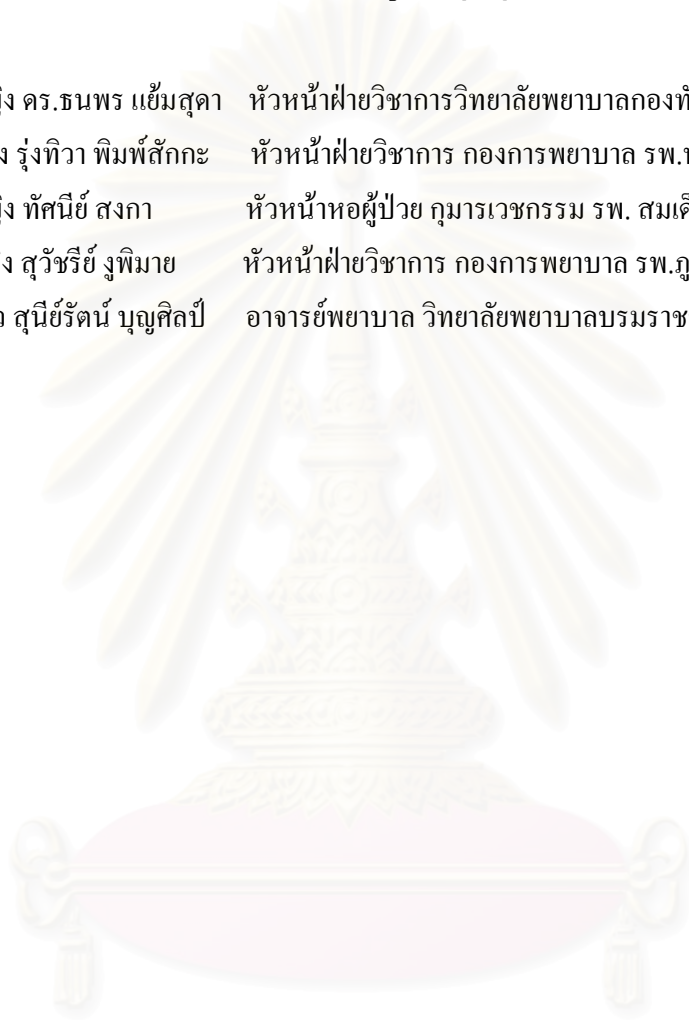 ดร.ธนพร แย้มสุดา หัวหน้าฝ่ายวิชาการวิทยาลัยพยาบาลกองทั
รุ่งทิวา พิมพ์สักกะ หัวหน้าฝ่ายวิชาการ กองการพยาบาล รพ.
ทัศนีย์ สงกา หัวหน้าหอผู้ป่วย กุมารเวชกรรม รพ. สมเด็
สุวัชรีย์ งูพิมาย หัวหน้าฝ่ายวิชาการ กองการพยาบาล รพ.ภู
สุนีย์รัตน์ บุญศิลป์ อาจารย์พยาบาล วิทยาลัยพยาบาลบรมราช